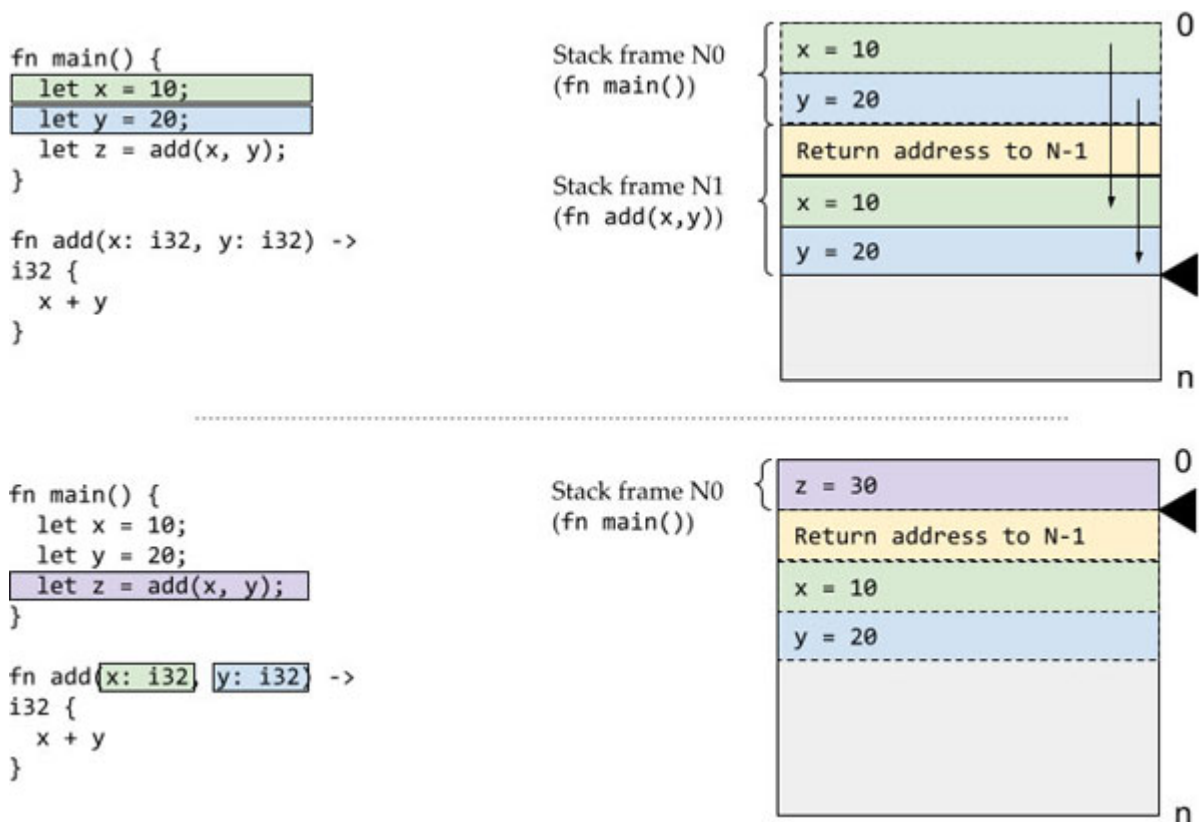 fn main() {
let x = 10;
let y = 20;
let z = add(x, y);
}
fn add(x: i32, y: i32) ->
i32 {
x + y
}
Stack frame N0
(fn main())
Stack frame N1
(fn add(x,y))
0
x = 10
y = 20
Return address to N-1
x = 10
y = 20
n
fn main() {
let x = 10;
let y = 20;
let z = add(x, y);
}
fn add(x: i32, y: i32) ->
i32 {
x + y
}
Stack frame N0
(fn main())
0
z = 30
Return address to N-1
x = 10
y = 20
n